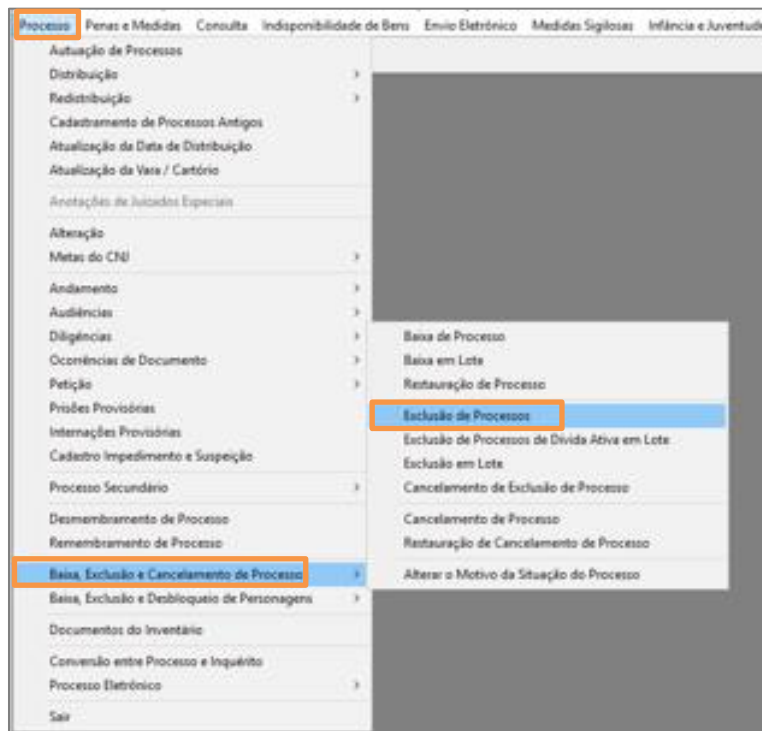 Processo Penas e Medidas Consulta Indisponibilidade de Bens Envio Eletrônico Medidas Sigilosas Infância e Juventude
Autuação de Processos
Distribuição
Redistribuição
Cadastramento de Processos Antigos
Atualização da Data de Distribuição
Atualização da Vara / Cartório
Anotações de Juizados Especiais
Alteração
Metas do CNJ
Andamento
Audiências
Diligências
Ocorrências de Documento
Petição
Prisões Provisórias
Internações Provisórias
Cadastro Impedimento e Suspeição
Processo Secundário
Desmembramento de Processo
Remembramento de Processo
Baixa, Exclusão e Cancelamento de Processo
Baixa, Exclusão e Desbloqueio de Personagens
Documentos do Inventário
Conversão entre Processo e Inquérito
Processo Eletrônico
Sair
Baixa de Processo
Baixa em Lote
Restauração de Processo
Exclusão de Processos
Exclusão de Processos de Dívida Ativa em Lote
Exclusão em Lote
Cancelamento de Exclusão de Processo
Cancelamento de Processo
Restauração de Cancelamento de Processo
Alterar o Motivo da Situação do Processo